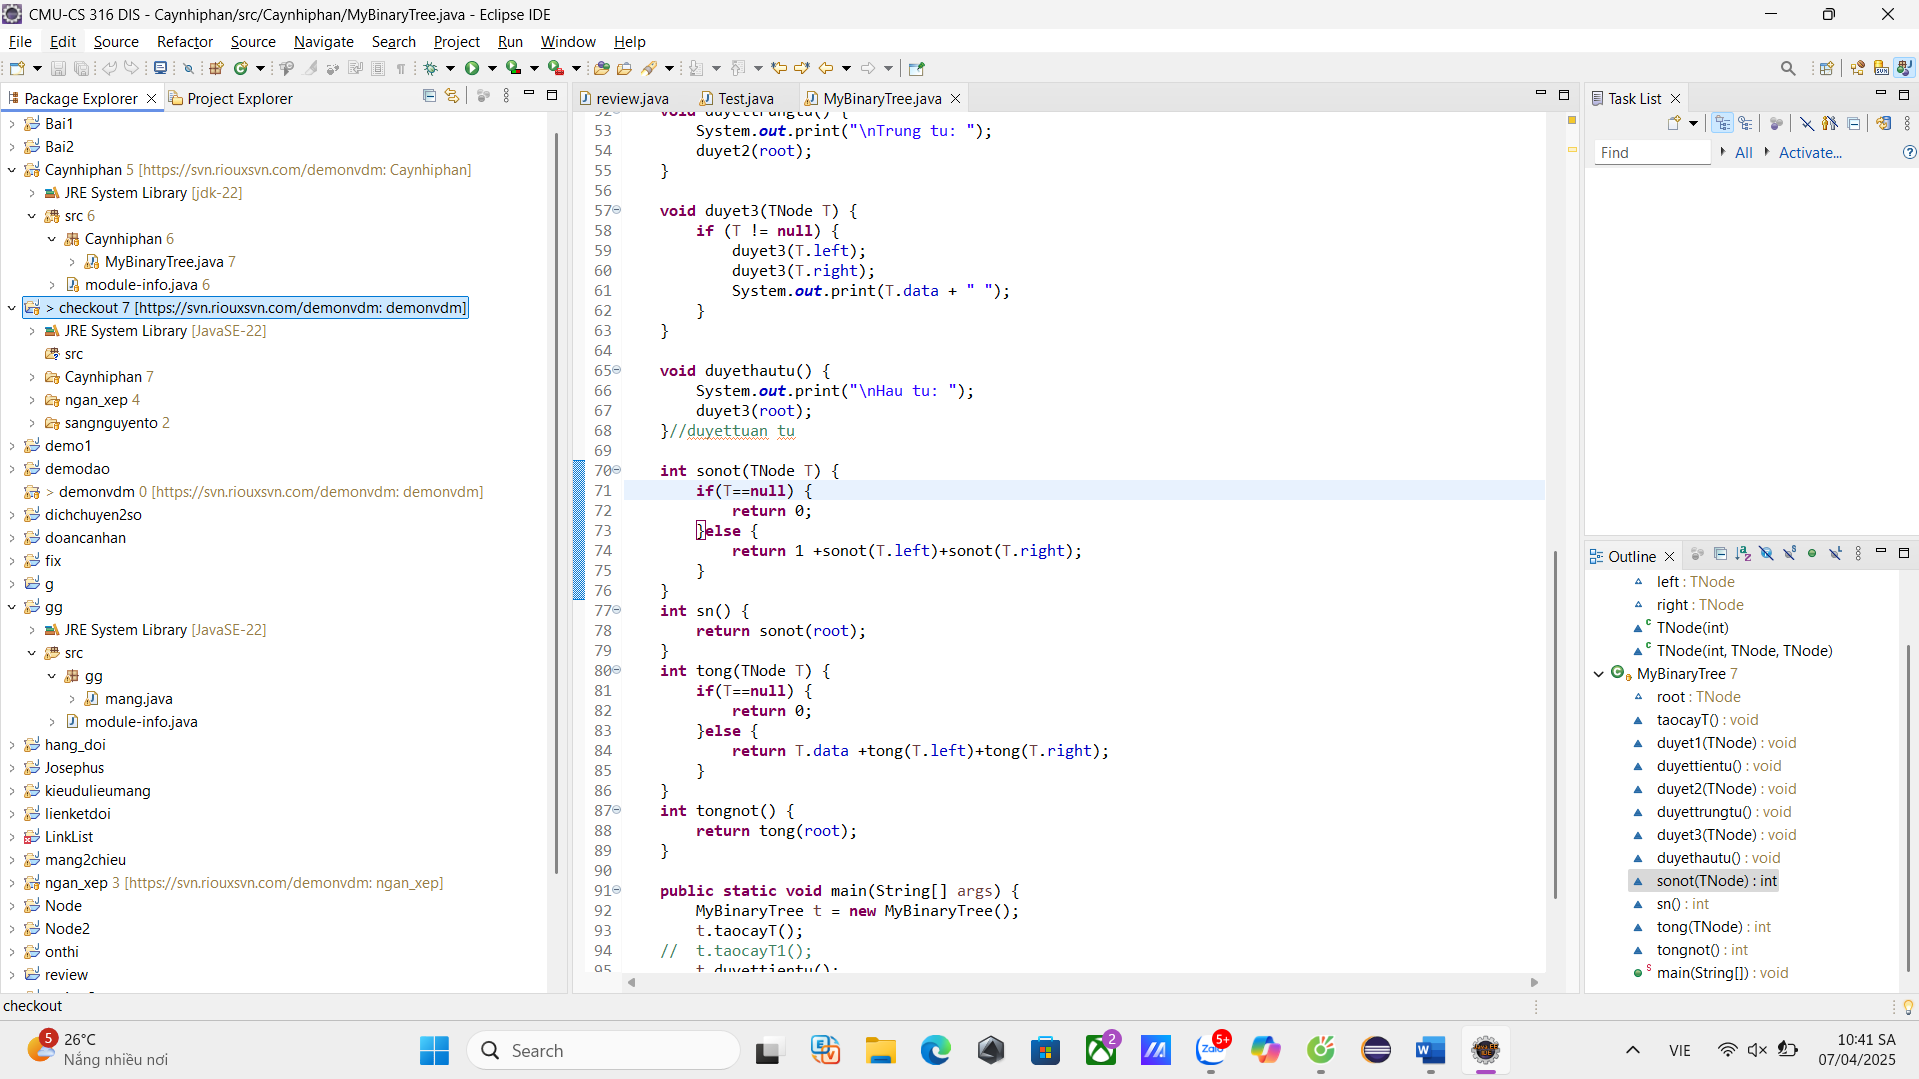 CMU-CS 316 DIS - Caynhiphan/src/Caynhiphan/MyBinaryTree.java - Eclipse IDE
File Edit Source Refactor Source Navigate Search Project Run Window Help
Package Explorer
Project Explorer
Bai1
Bai2
Caynhiphan 5 [https://svn.riouxsvn.com/demonvdm: Caynhiphan]
JRE System Library [jdk-22]
src 6
Caynhiphan 6
MyBinaryTree.java 7
module-info.java 6
> checkout 7 [https://svn.riouxsvn.com/demonvdm: demonvdm]
JRE System Library [JavaSE-22]
src
Caynhiphan 7
ngan_xep 4
sangnguyento 2
demo1
demodao
> demonvdm 0 [https://svn.riouxsvn.com/demonvdm: demonvdm]
dichchuyen2so
doancanhan
fix
g
gg
JRE System Library [JavaSE-22]
src
gg
mang.java
module-info.java
hang_doi
Josephus
kieudulieumang
lienketdoi
LinkList
mang2chieu
ngan_xep 3 [https://svn.riouxsvn.com/demonvdm: ngan_xep]
Node
Node2
onthi
review
review.java Test.java MyBinaryTree.java
52 void duyettrungtu() {
53 System.out.print("\nTrung tu: ");
54 duyet2(root);
55 }
56
57 void duyet3(TNode T) {
58 if (T != null) {
59 duyet3(T.left);
60 duyet3(T.right);
61 System.out.print(T.data + " ");
62 }
63 }
64
65 void duyethautu() {
66 System.out.print("\nHau tu: ");
67 duyet3(root);
68 }//duyettuan tu
69
70 int sonot(TNode T) {
71 if(T==null) {
72 return 0;
73 }else {
74 return 1 +sonot(T.left)+sonot(T.right);
75 }
76 }
77 int sn() {
78 return sonot(root);
79 }
80 int tong(TNode T) {
81 if(T==null) {
82 return 0;
83 }else {
84 return T.data +tong(T.left)+tong(T.right);
85 }
86 }
87 int tongnot() {
88 return tong(root);
89 }
90
91 public static void main(String[] args) {
92 MyBinaryTree t = new MyBinaryTree();
93 t.taocayT();
94 // t.taocayT1();
95 t.duyettientu();
Task List
Find All Activate...
Outline
left : TNode
right : TNode
TNode(int)
TNode(int, TNode, TNode)
MyBinaryTree 7
root : TNode
taocayT() : void
duyet1(TNode) : void
duyettientu() : void
duyet2(TNode) : void
duyettrungtu() : void
duyet3(TNode) : void
duyethautu() : void
sonot(TNode) : int
sn() : int
tong(TNode) : int
tongnot() : int
main(String[]) : void
checkout
5
26°C
Nắng nhiều nơi
Search
2
Zalo
5+
VIE
10:41 SA
07/04/2025